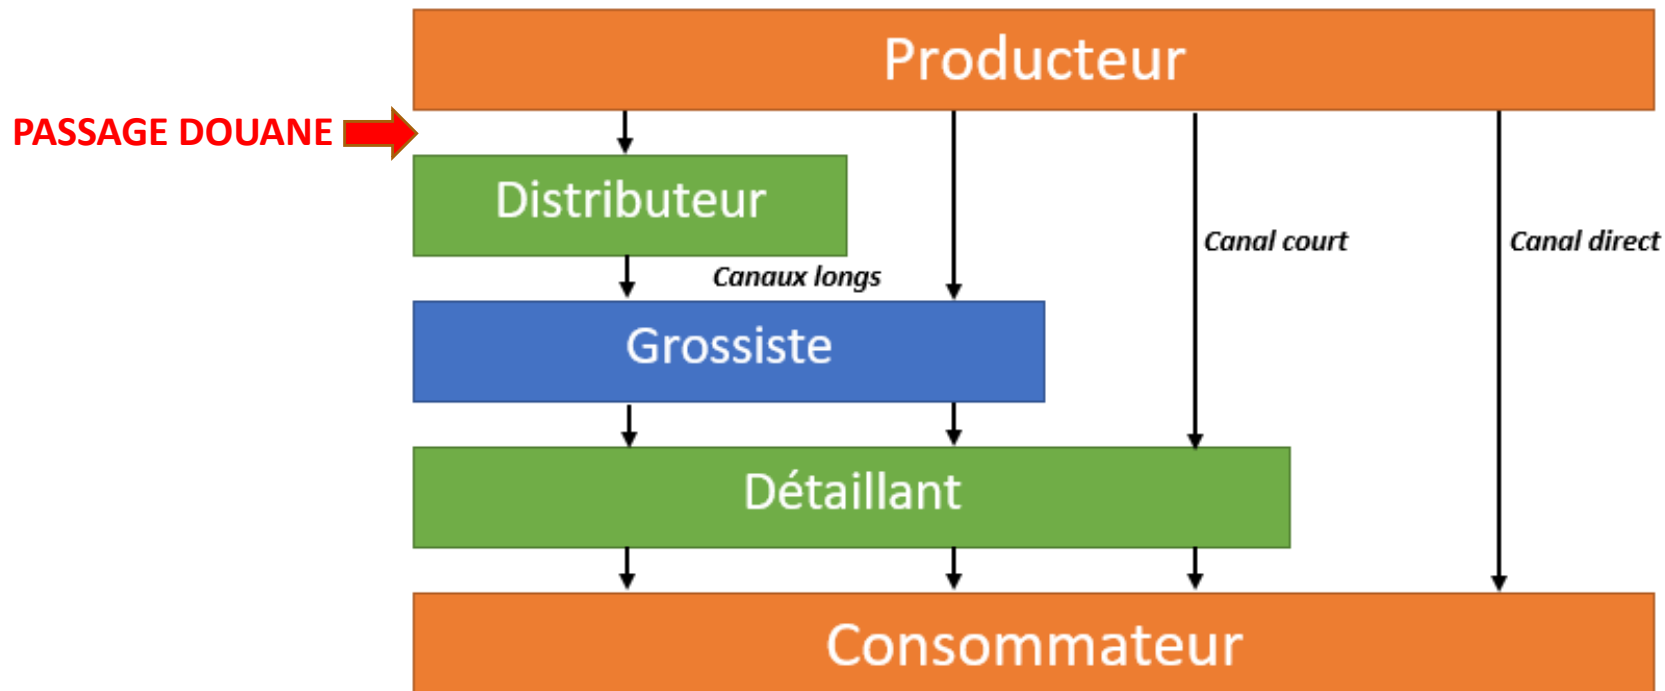 Producteur
PASSAGE DOUANE
Distributeur
Canal court
Canal direct
Canaux longs
Grossiste
Détaillant
Consommateur